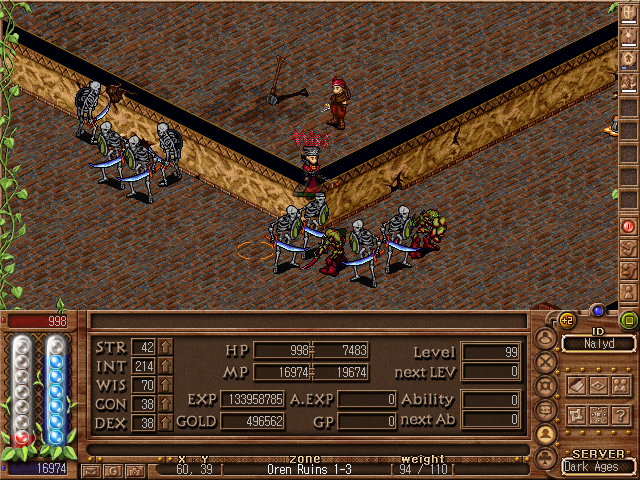 998
+2
ID
STR 42 HP 998 7483 Level 99 Nalyd
INT 214 MP 16974 19674 next LEV 0
WIS 70
CON 38 EXP 133958785 A.EXP 0 Ability 0
DEX 38 GOLD 496562 GP 0 next Ab 0
x y zone weight SERVER
16974 G 60, 39 Oren Ruins 1-3 94 / 110 Dark Ages
?